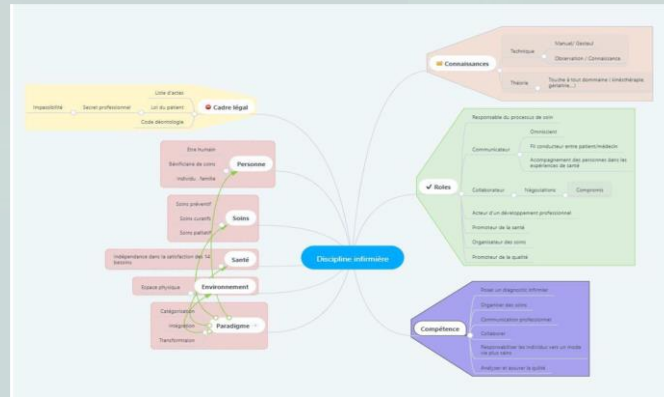 Discipline infirmière
Cadre légal
Liste d'actes
Loi du patient
Secret professionnel
Impassibilité
Code déontologie
Personne
Etre humain
Bénéficiaire de soins
Individu, famille
Soins
Soins préventif
Soins curatifs
Soins palliatif
Santé
Indépendance dans la satisfaction des 14
besoins
Environnement
Espace physique
Paradigme
Catégorisation
Intégration
Transformation
Connaissances
Technique
Manuel/ Gestuel
Observation / Connaissance
Théorie
Touche à tout
Roles
Responsable du processus de soin
Communicateur
Omniscient
Fil conducteur entre patient/médecin
Accompagnement des personnes dans les
expériences de santé
Collaborateur
Négociations
Compromis
Acteur d'un développement professionnel
Promoteur de la santé
Organisateur des soins
Promoteur de la qualité
Compétence
Poser un diagnostic infirmier
Organiser des soins
Communication professionnel
Collaborer
Responsabiliser les individus vers un mode
vie plus sains
Analyser et assurer la